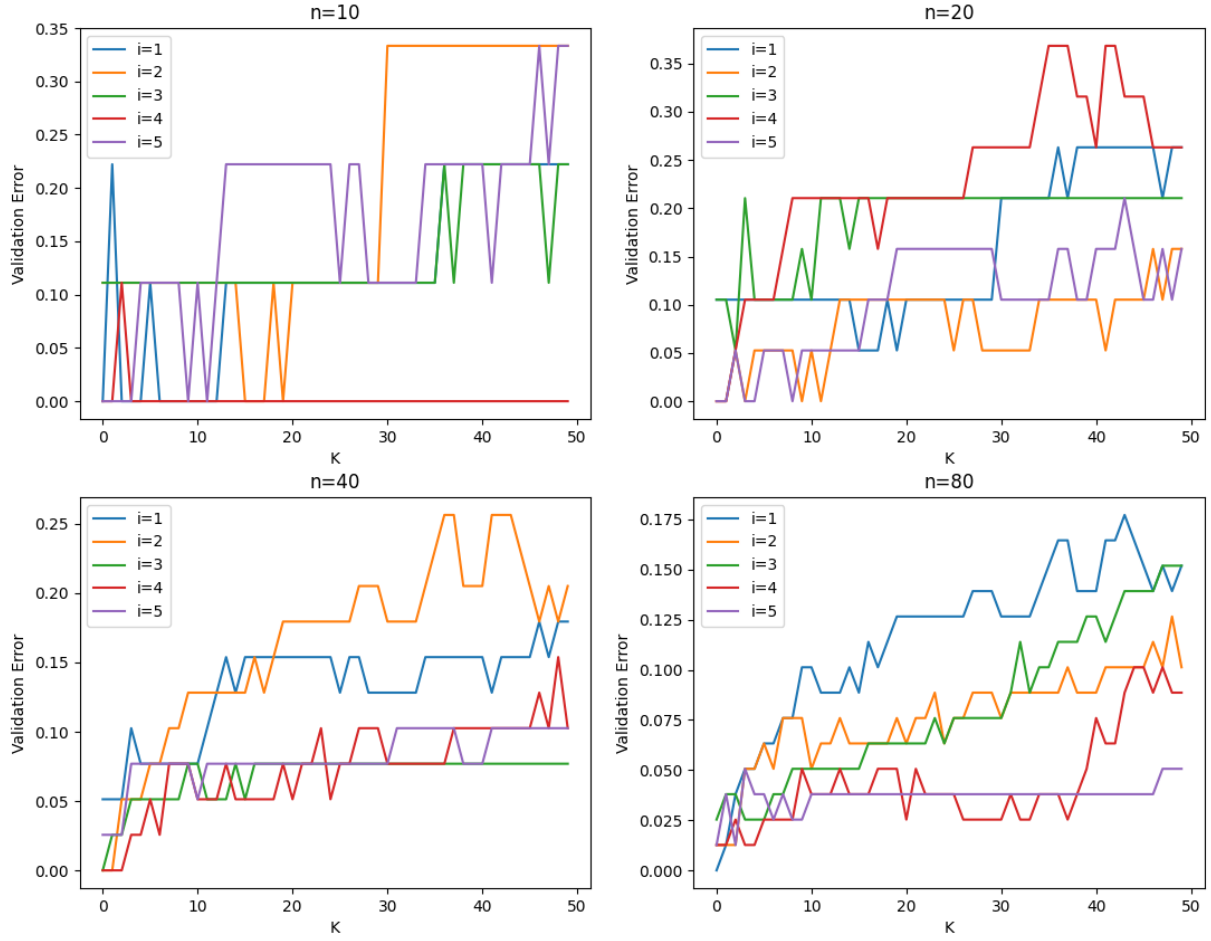 n=10
0.35
0.30
0.25
0.20
0.15
0.10
0.05
0.00
Validation Error
i=1
i=2
i=3
i=4
i=5
0 10 20 30 40 50
K
n=20
0.35
0.30
0.25
0.20
0.15
0.10
0.05
0.00
Validation Error
i=1
i=2
i=3
i=4
i=5
0 10 20 30 40 50
K
n=40
0.25
0.20
0.15
0.10
0.05
0.00
Validation Error
i=1
i=2
i=3
i=4
i=5
0 10 20 30 40 50
K
n=80
0.175
0.150
0.125
0.100
0.075
0.050
0.025
0.000
Validation Error
i=1
i=2
i=3
i=4
i=5
0 10 20 30 40 50
K